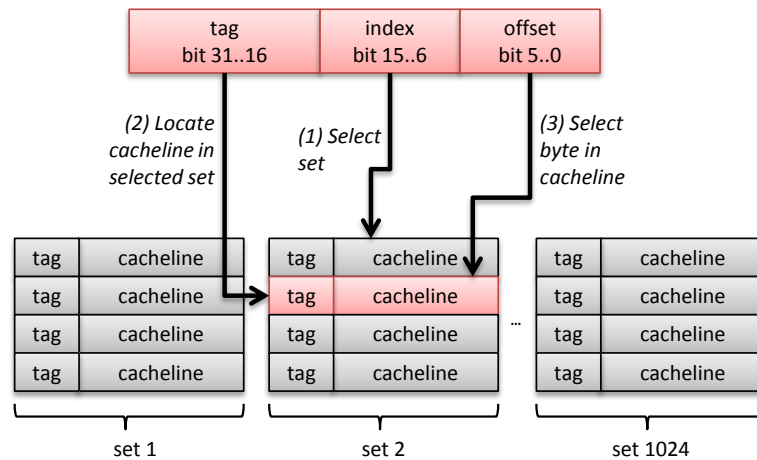 tag
bit 31..16
index
bit 15..6
offset
bit 5..0
(2) Locate
cacheline in
selected set
(1) Select
set
(3) Select
byte in
cacheline
tag cacheline tag cacheline tag cacheline
tag cacheline tag cacheline tag cacheline
...
tag cacheline tag cacheline tag cacheline
tag cacheline tag cacheline tag cacheline
set 1 set 2 set 1024